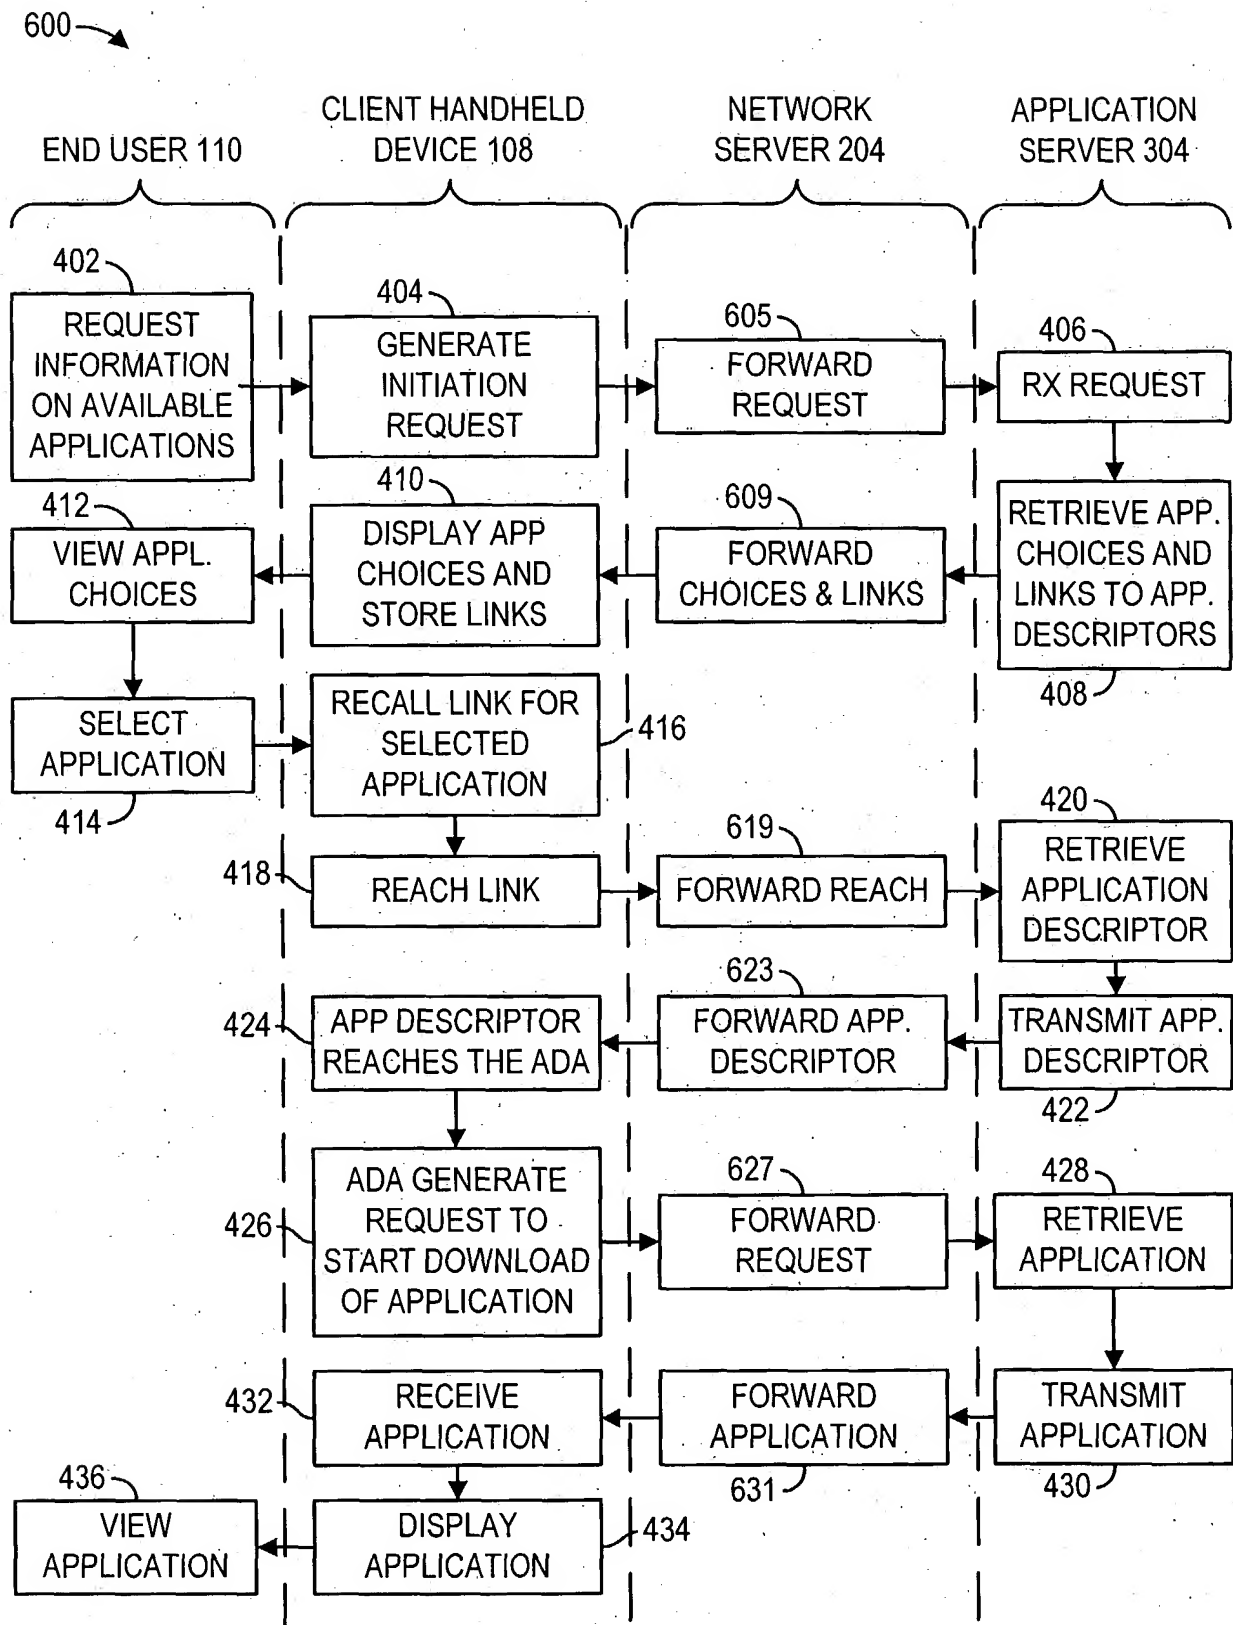 600
END USER 110
CLIENT HANDHELD
DEVICE 108
NETWORK
SERVER 204
APPLICATION
SERVER 304
402
REQUEST
INFORMATION
ON AVAILABLE
APPLICATIONS
404
GENERATE
INITIATION
REQUEST
605
FORWARD
REQUEST
406
RX REQUEST
412
VIEW APPL.
CHOICES
410
DISPLAY APP
CHOICES AND
STORE LINKS
609
FORWARD
CHOICES & LINKS
RETRIEVE APP.
CHOICES AND
LINKS TO APP.
DESCRIPTORS
408
SELECT
APPLICATION
414
RECALL LINK FOR
SELECTED
APPLICATION
416
418
REACH LINK
619
FORWARD REACH
420
RETRIEVE
APPLICATION
DESCRIPTOR
424
APP DESCRIPTOR
REACHES THE ADA
623
FORWARD APP.
DESCRIPTOR
TRANSMIT APP.
DESCRIPTOR
422
426
ADA GENERATE
REQUEST TO
START DOWNLOAD
OF APPLICATION
627
FORWARD
REQUEST
428
RETRIEVE
APPLICATION
432
RECEIVE
APPLICATION
FORWARD
APPLICATION
631
TRANSMIT
APPLICATION
430
436
VIEW
APPLICATION
DISPLAY
APPLICATION
434